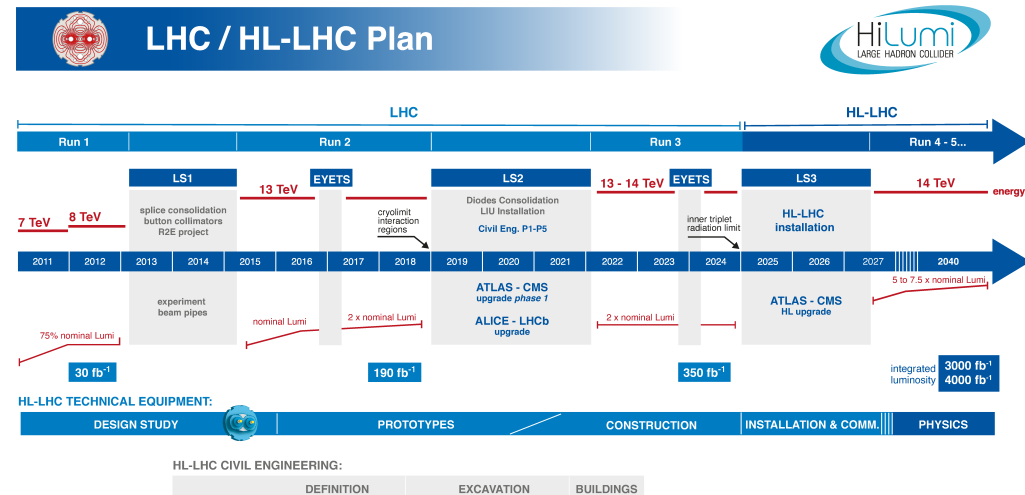 LHC / HL-LHC Plan
HiLumi
LARGE HADRON COLLIDER
LHC
HL-LHC
Run 1
Run 2
Run 3
Run 4 - 5...
LS1
EYETS
LS2
EYETS
LS3
13 TeV
13 - 14 TeV
14 TeV
energy
7 TeV
8 TeV
splice consolidation
button collimators
R2E project
cryolimit
interaction
regions
Diodes Consolidation
LIU Installation
Civil Eng. P1-P5
inner triplet
radiation limit
HL-LHC
installation
2011 2012 2013 2014 2015 2016 2017 2018 2019 2020 2021 2022 2023 2024 2025 2026 2027 2040
5 to 7.5 x nominal Lumi
experiment
beam pipes
ATLAS - CMS
upgrade phase 1
ALICE - LHCb
upgrade
ATLAS - CMS
HL upgrade
75% nominal Lumi
nominal Lumi
2 x nominal Lumi
2 x nominal Lumi
30 fb⁻¹
190 fb⁻¹
350 fb⁻¹
integrated
luminosity
3000 fb⁻¹
4000 fb⁻¹
HL-LHC TECHNICAL EQUIPMENT:
DESIGN STUDY
PROTOTYPES
CONSTRUCTION
INSTALLATION & COMM.
PHYSICS
HL-LHC CIVIL ENGINEERING:
DEFINITION
EXCAVATION
BUILDINGS